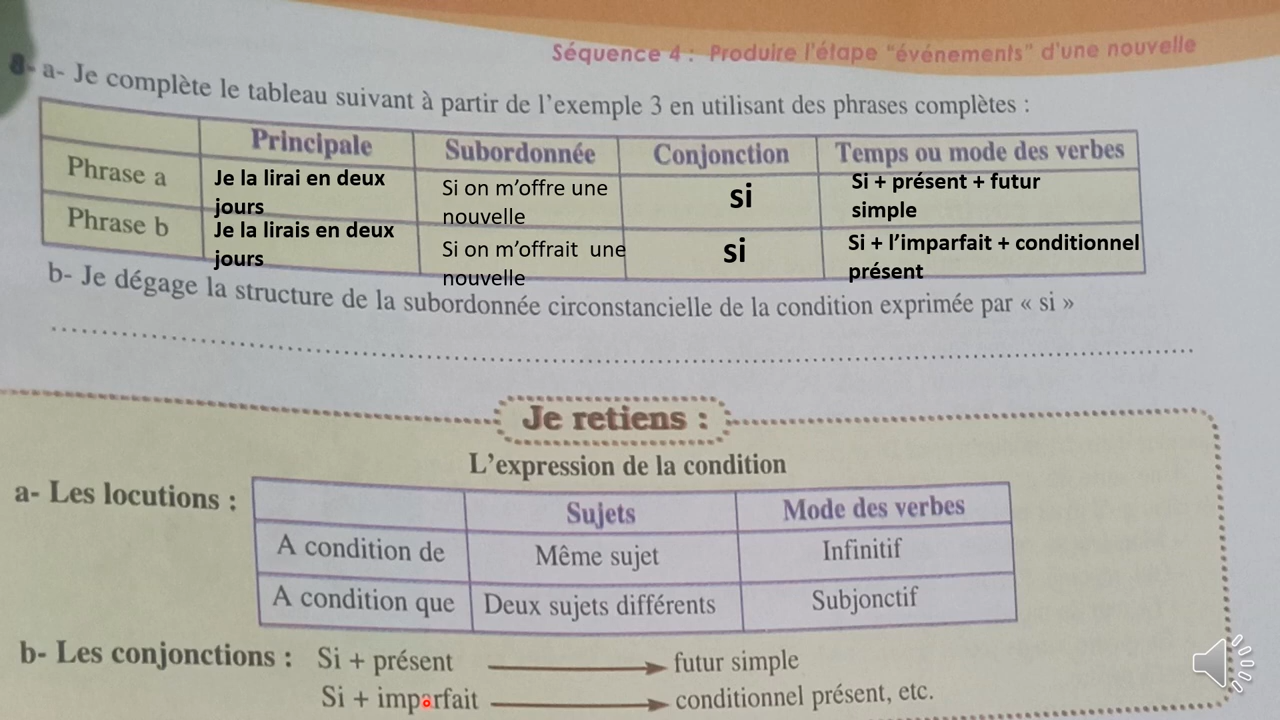 Séquence 4 : Produire l'étape "événements" d'une nouvelle
8- a- Je complète le tableau suivant à partir de l'exemple 3 en utilisant des phrases complètes :
Principale Subordonnée Conjonction Temps ou mode des verbes
Phrase a
Je la lirai en deux
jours
Si on m'offre une
nouvelle
si
Si + présent + futur
simple
Phrase b
Je la lirais en deux
jours
Si on m'offrait une
nouvelle
si
Si + l'imparfait + conditionnel
présent
b- Je dégage la structure de la subordonnée circonstancielle de la condition exprimée par « si »
Je retiens :
L'expression de la condition
a- Les locutions :
Sujets Mode des verbes
A condition de Même sujet Infinitif
A condition que Deux sujets différents Subjonctif
b- Les conjonctions : Si + présent futur simple
Si + imparfait conditionnel présent, etc.